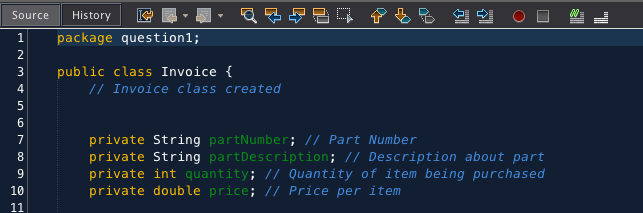 Source History
1 package question1;
2
3 public class Invoice {
4 // Invoice class created
5
6
7 private String partNumber; // Part Number
8 private String partDescription; // Description about part
9 private int quantity; // Quantity of item being purchased
10 private double price; // Price per item
11